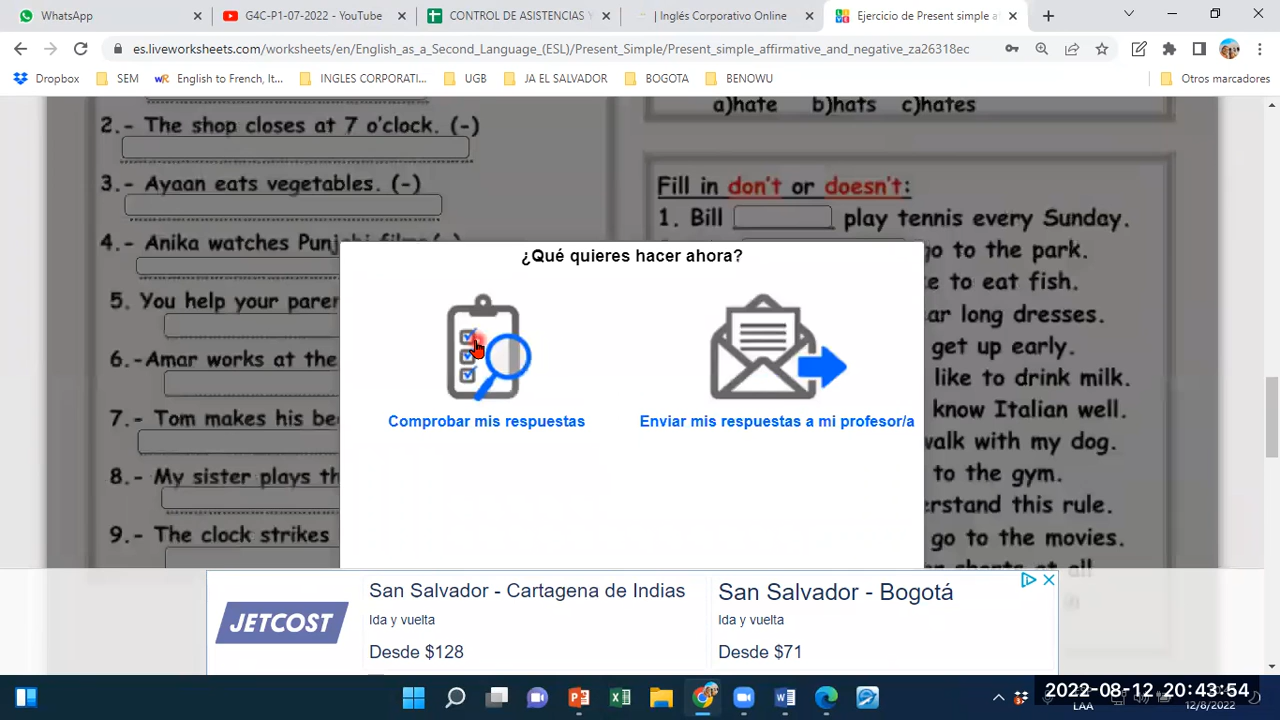 WhatsApp
G4C-P1-07-2022 - YouTube
CONTROL DE ASISTENCIAS Y
| Inglés Corporativo Online
Ejercicio de Present simple a
es.liveworksheets.com/worksheets/en/English_as_a_Second_Language_(ESL)/Present_Simple/Present_simple_affirmative_and_negative_za26318ec
Dropbox
SEM
English to French, It...
INGLES CORPORATI...
UGB
JA EL SALVADOR
BOGOTA
BENOWU
Otros marcadores
a)hate b)hats c)hates
2.- The shop closes at 7 o'clock. (-)
3.- Ayaan eats vegetables. (-)
4.- Anika watches Punjabi films(-)
5. You help your paren
6.-Amar works at the
7.- Tom makes his be
8.- My sister plays th
9.- The clock strikes
Fill in don't or doesn't:
1. Bill play tennis every Sunday.
go to the park.
e to eat fish.
ar long dresses.
get up early.
like to drink milk.
know Italian well.
walk with my dog.
to the gym.
rstand this rule.
go to the movies.
¿Qué quieres hacer ahora?
Comprobar mis respuestas
Enviar mis respuestas a mi profesor/a
JETCOST
San Salvador - Cartagena de Indias
Ida y vuelta
Desde $128
San Salvador - Bogotá
Ida y vuelta
Desde $71
2022-08-12 20:43:54
LAA
12/8/2022